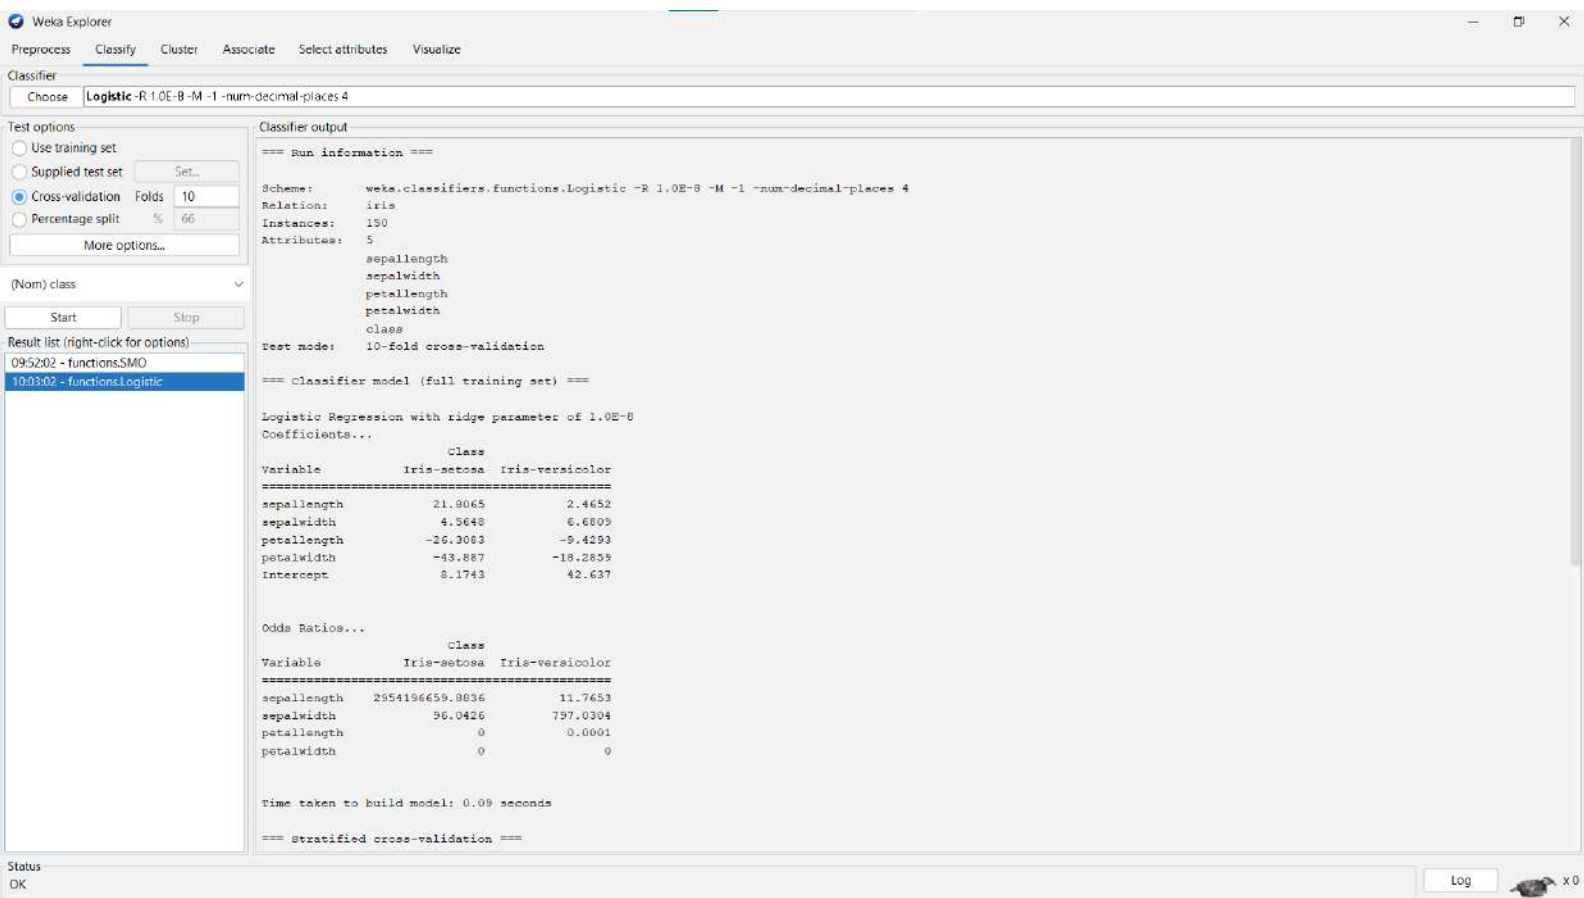 Weka Explorer
Preprocess Classify Cluster Associate Select attributes Visualize
Classifier
Choose Logistic -R 1.0E-8 -M -1 -num-decimal-places 4
Test options
Use training set
Supplied test set Set...
Cross-validation Folds 10
Percentage split % 66
More options...
(Nom) class
Start Stop
Result list (right-click for options)
09:52:02 - functions.SMO
10:03:02 - functions.Logistic
Classifier output
=== Run information ===
Scheme: weka.classifiers.functions.Logistic -R 1.0E-8 -M -1 -num-decimal-places 4
Relation: iris
Instances: 150
Attributes: 5
sepallength
sepalwidth
petallength
petalwidth
class
Test mode: 10-fold cross-validation
=== Classifier model (full training set) ===
Logistic Regression with ridge parameter of 1.0E-8
Coefficients...
Class
Variable Iris-setosa Iris-versicolor
===============================================
sepallength 21.8065 2.4652
sepalwidth 4.5648 6.6809
petallength -26.3083 -9.4293
petalwidth -43.887 -18.2859
Intercept 8.1743 42.637
Odds Ratios...
Class
Variable Iris-setosa Iris-versicolor
===============================================
sepallength 2954196659.8836 11.7653
sepalwidth 96.0426 797.0304
petallength 0 0.0001
petalwidth 0 0
Time taken to build model: 0.09 seconds
=== Stratified cross-validation ===
Status
OK
Log x 0